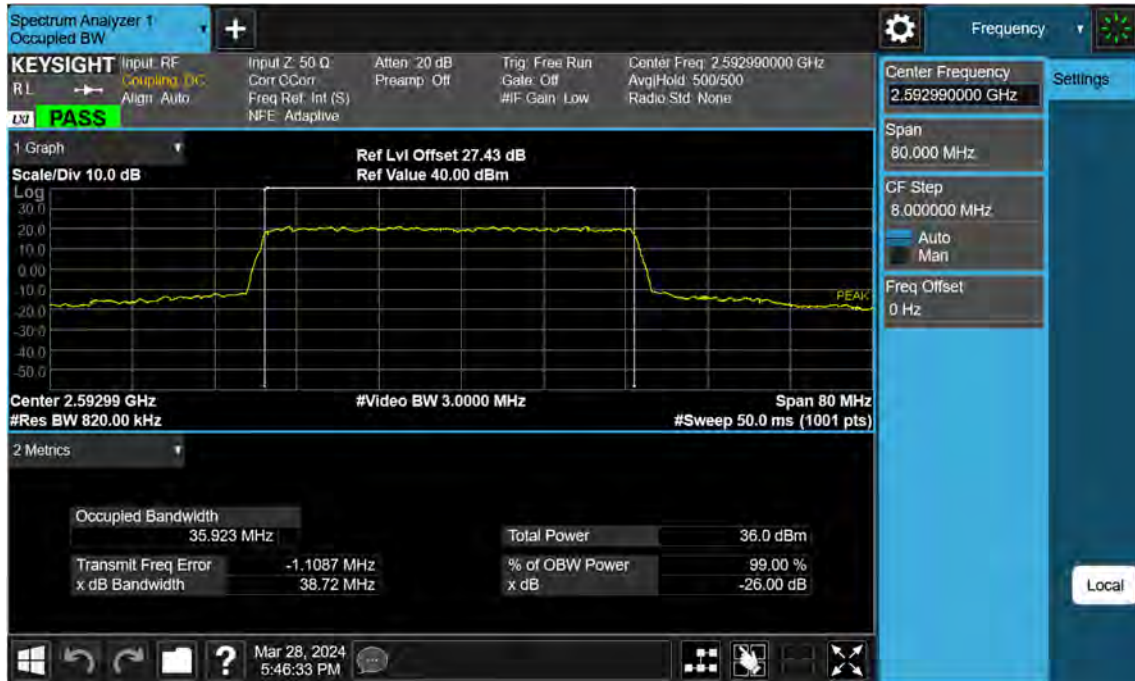 Spectrum Analyzer 1
Occupied BW
+
Frequency
KEYSIGHT
R L
LXI PASS
Input: RF
Coupling: DC
Align: Auto
Input Z: 50 Ω
Corr CCorr
Freq Ref: Int (S)
NFE: Adaptive
Atten: 20 dB
Preamp: Off
Trig: Free Run
Gate: Off
#IF Gain: Low
Center Freq: 2.592990000 GHz
Avg|Hold: 500/500
Radio Std: None
Center Frequency
2.592990000 GHz
Settings
Span
80.000 MHz
CF Step
8.000000 MHz
Auto
Man
Freq Offset
0 Hz
1 Graph
Scale/Div 10.0 dB
Ref Lvl Offset 27.43 dB
Ref Value 40.00 dBm
Log
30.0
20.0
10.0
0.00
-10.0
-20.0
-30.0
-40.0
-50.0
PEAK
Center 2.59299 GHz
#Res BW 820.00 kHz
#Video BW 3.0000 MHz
Span 80 MHz
#Sweep 50.0 ms (1001 pts)
2 Metrics
Occupied Bandwidth
35.923 MHz
Total Power 36.0 dBm
Transmit Freq Error -1.1087 MHz
% of OBW Power 99.00 %
x dB Bandwidth 38.72 MHz
x dB -26.00 dB
Local
?
Mar 28, 2024
5:46:33 PM